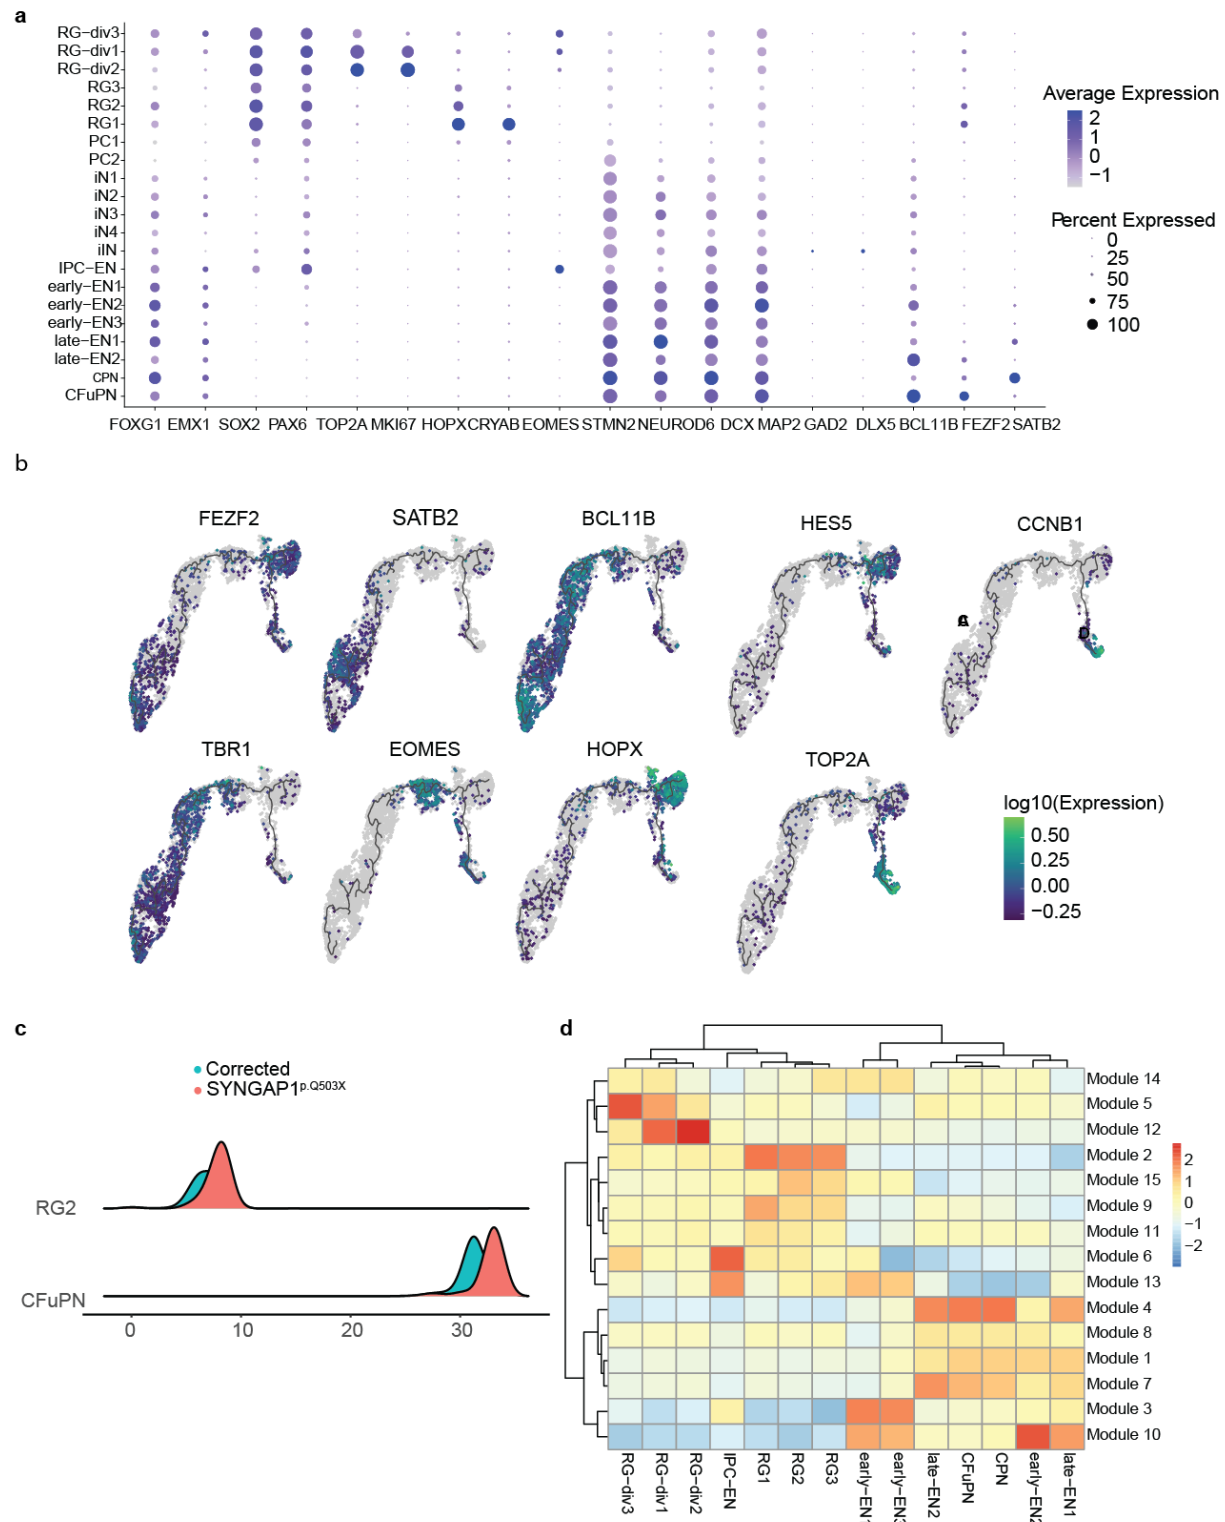 a
RG-div3
RG-div1
RG-div2
RG3
RG2
RG1
PC1
PC2
iN1
iN2
iN3
iN4
iIN
IPC-EN
early-EN1
early-EN2
early-EN3
late-EN1
late-EN2
CPN
CFuPN
FOXG1 EMX1 SOX2 PAX6 TOP2A MKI67 HOPX CRYAB EOMES STMN2 NEUROD6 DCX MAP2 GAD2 DLX5 BCL11B FEZF2 SATB2
Average Expression
2
1
0
−1
Percent Expressed
0
25
50
75
100
b
FEZF2 SATB2 BCL11B HES5 CCNB1
D
TBR1 EOMES HOPX TOP2A
log10(Expression)
0.50
0.25
0.00
−0.25
c
Corrected
SYNGAP1p.Q503X
RG2
CFuPN
0 10 20 30
d
Module 14
Module 5
Module 12
Module 2
Module 15
Module 9
Module 11
Module 6
Module 13
Module 4
Module 8
Module 1
Module 7
Module 3
Module 10
2
1
0
−1
−2
RG-div3
RG-div1
RG-div2
IPC-EN
RG1
RG2
RG3
early-EN1
early-EN3
late-EN2
CFuPN
CPN
early-EN2
late-EN1